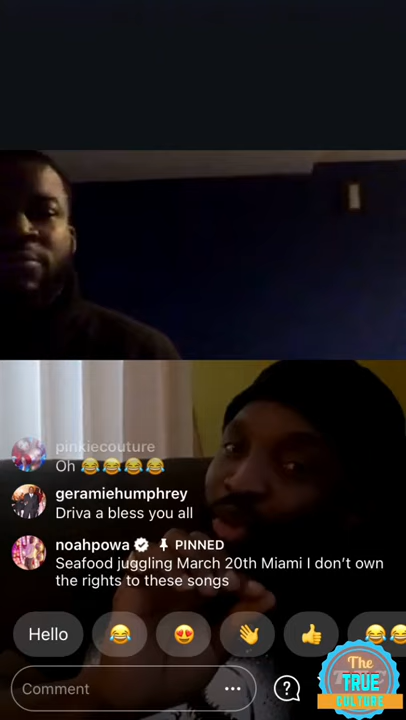 pinkiecouture
Oh 😂😂😂😂
geramiehumphrey
Driva a bless you all
noahpowa PINNED
Seafood juggling March 20th Miami I don't own
the rights to these songs
Hello
Comment
The
TRUE
CULTURE